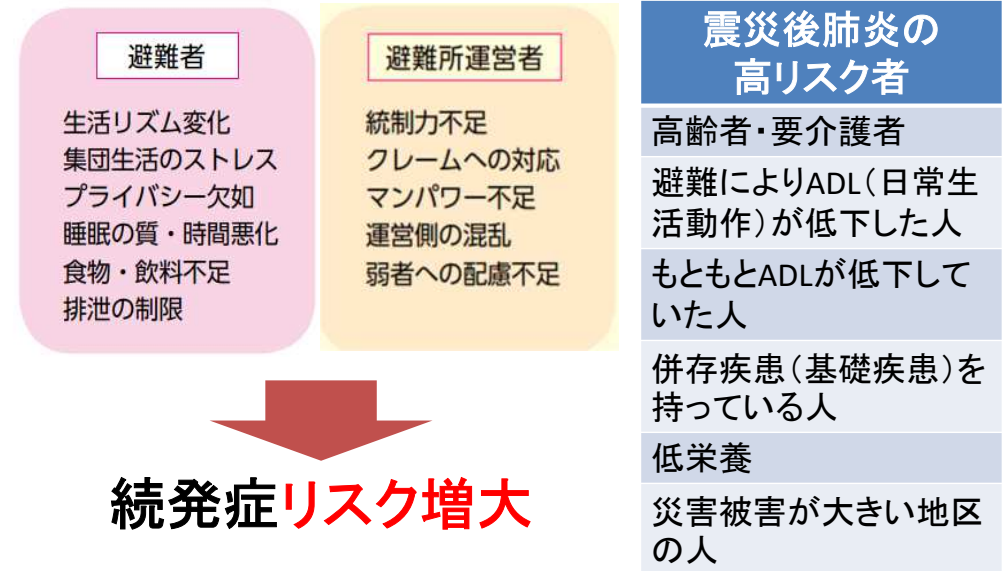 避難者
生活リズム変化
集団生活のストレス
プライバシー欠如
睡眠の質・時間悪化
食物・飲料不足
排泄の制限
避難所運営者
統制力不足
クレームへの対応
マンパワー不足
運営側の混乱
弱者への配慮不足
続発症リスク増大
震災後肺炎の
高リスク者
高齢者・要介護者
避難によりADL(日常生
活動作)が低下した人
もともとADLが低下して
いた人
併存疾患(基礎疾患)を
持っている人
低栄養
災害被害が大きい地区
の人